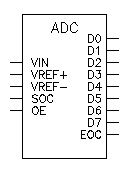 ADC
D0
D1
VIN D2
VREF+ D3
VREF- D4
SOC D5
OE D6
D7
EOC